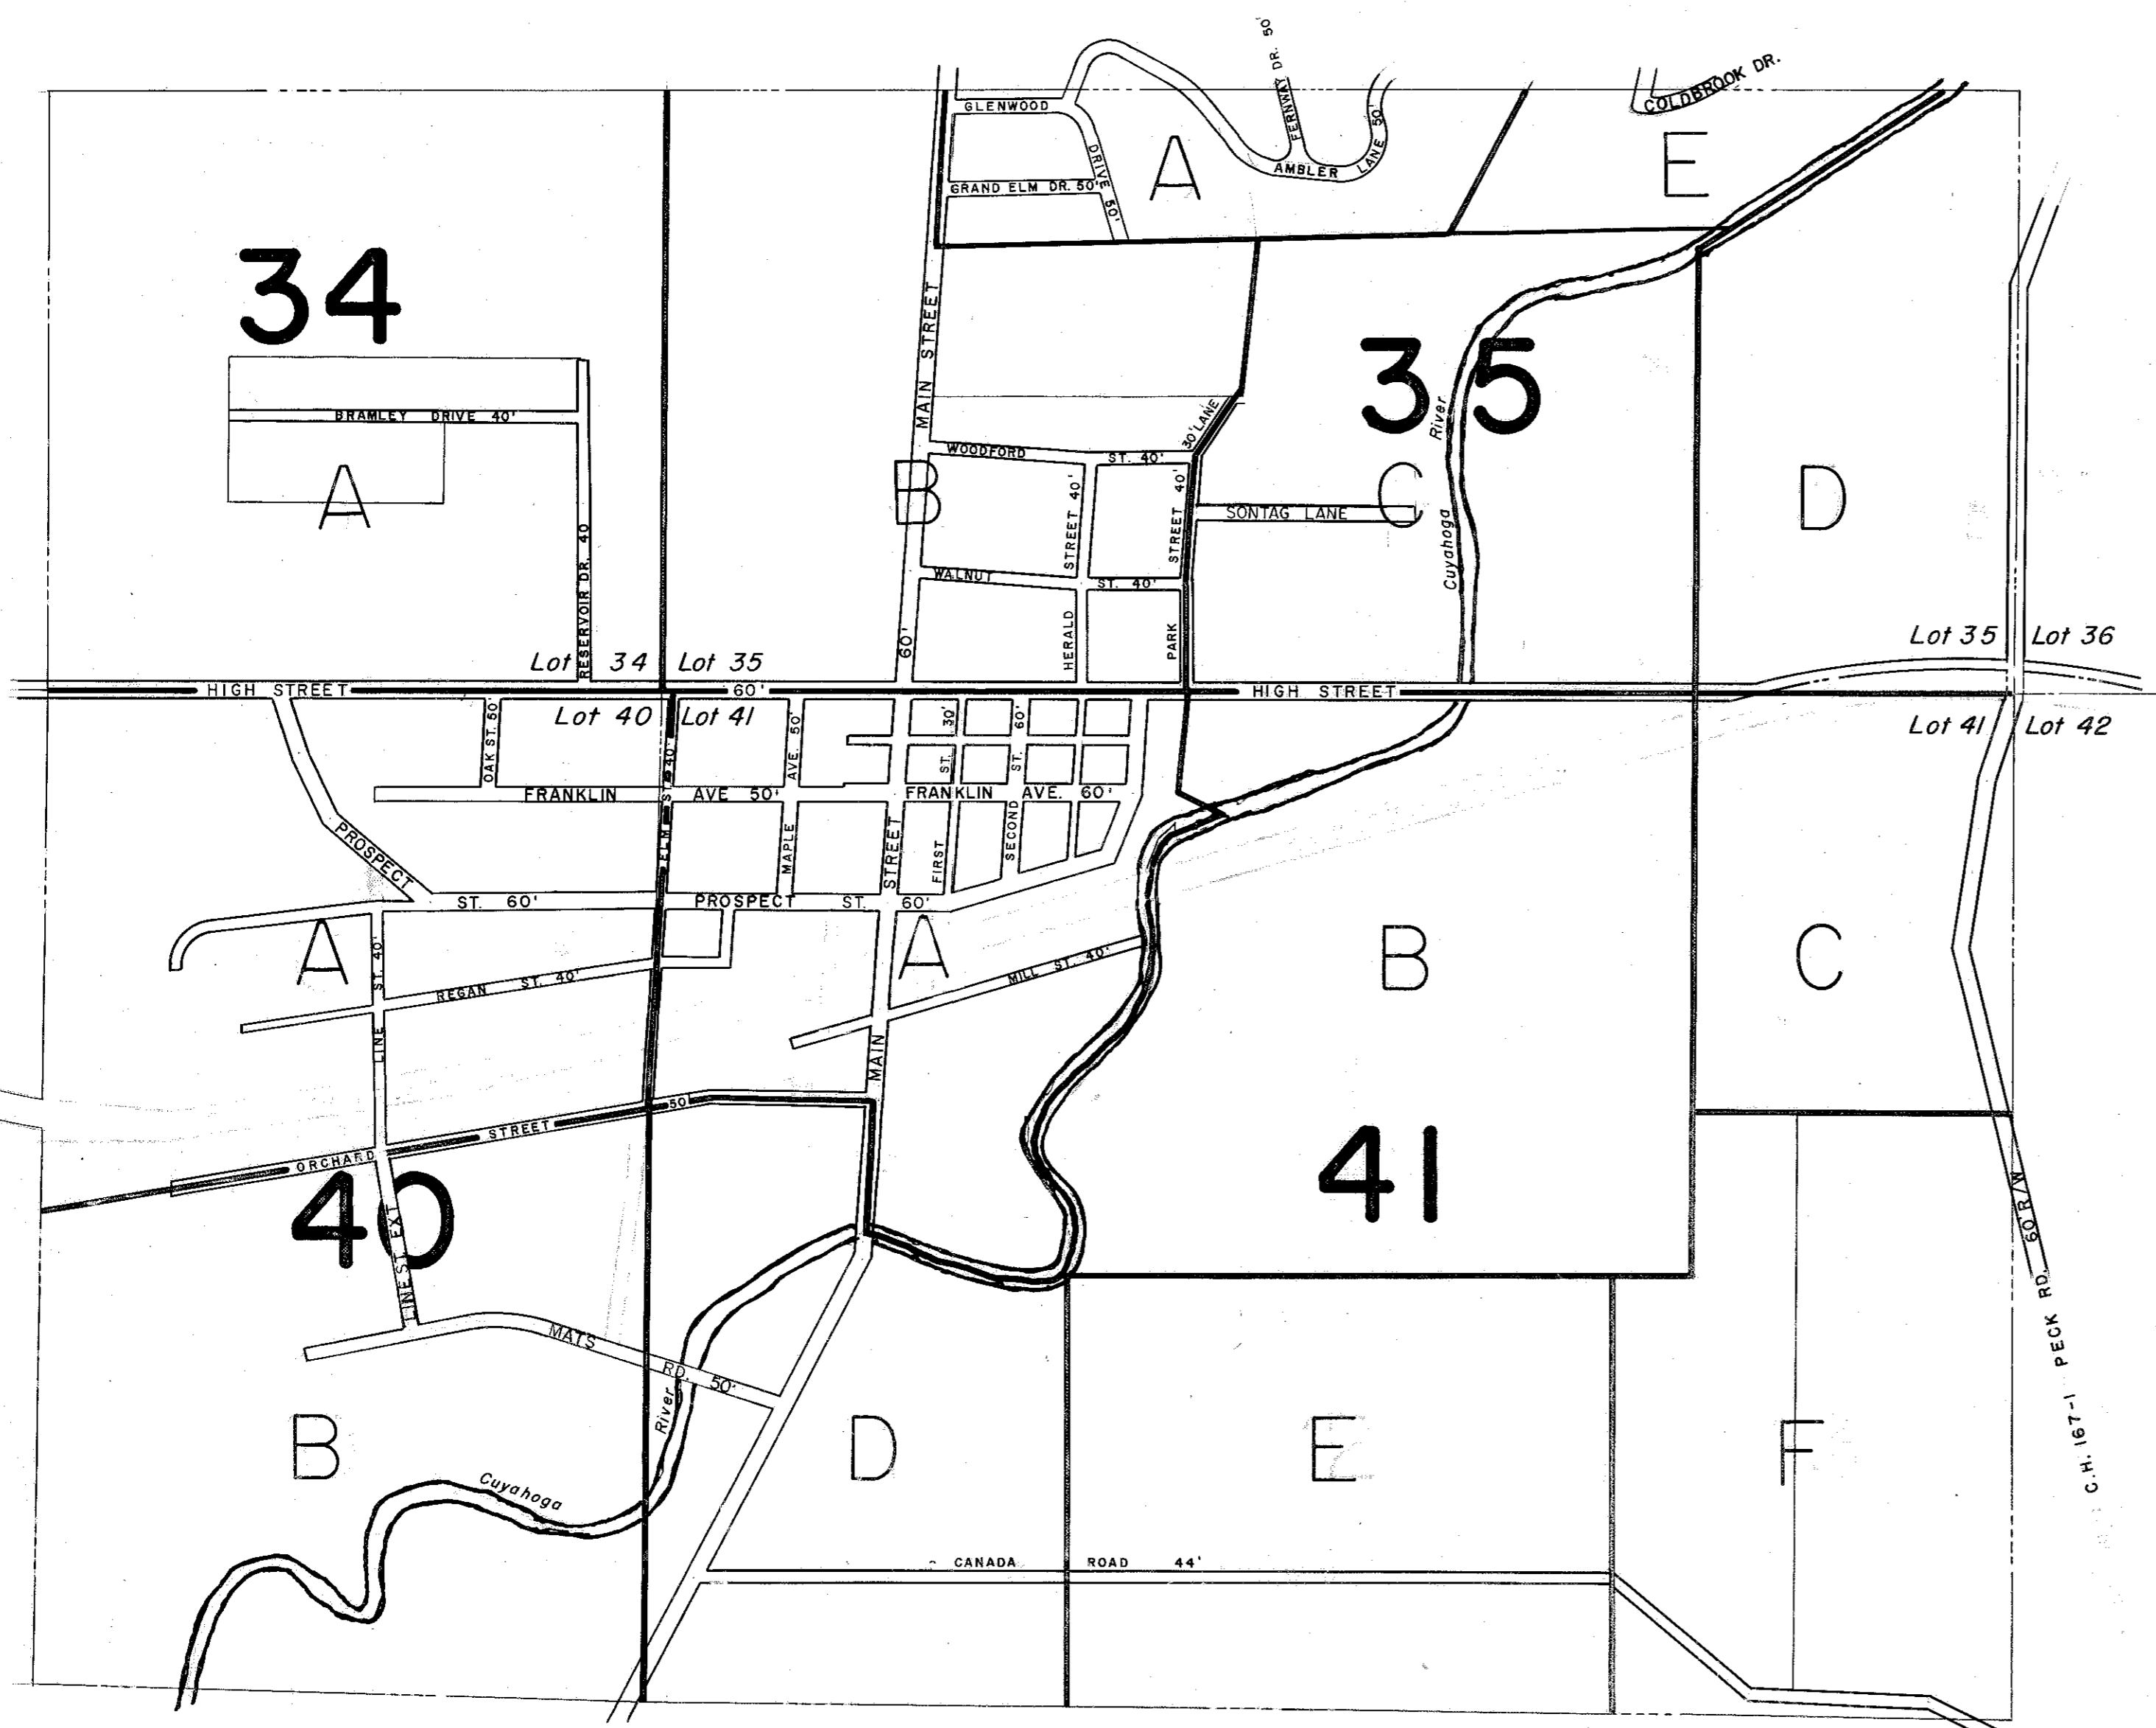 FERNWAY DR. 50'
COLDBROOK DR.
GLENWOOD
DRIVE 50'
A
E
AMBLER LANE 50'
GRAND ELM DR. 50'
34
MAIN STREET
35
BRAMLEY DRIVE 40'
River
30' LANE
WOODFORD ST. 40'
A
B
C
D
STREET 40'
STREET 40'
SONTAG LANE
RESERVOIR DR. 40
Cuyahoga
WALNUT ST. 40'
60'
HERALD
PARK
Lot 34
Lot 35
Lot 35
Lot 36
HIGH STREET
60'
HIGH STREET
Lot 40
Lot 41
Lot 41
Lot 42
OAK ST. 50'
ELM ST. 40'
AVE. 50'
ST. 30'
ST. 60'
FRANKLIN AVE 50'
FRANKLIN AVE. 60'
PROSPECT
MAPLE
STREET
FIRST
SECOND
ST. 60'
PROSPECT ST. 60'
A
A
B
C
ST. 40'
REGAN ST. 40'
MILL ST. 40'
LINE
MAIN
50
ORCHARD STREET
40
41
LINE ST. EXT
60' R/W
MATS RD. 50'
C.H. 167-1 PECK RD.
River
B
D
E
F
Cuyahoga
CANADA ROAD 44'